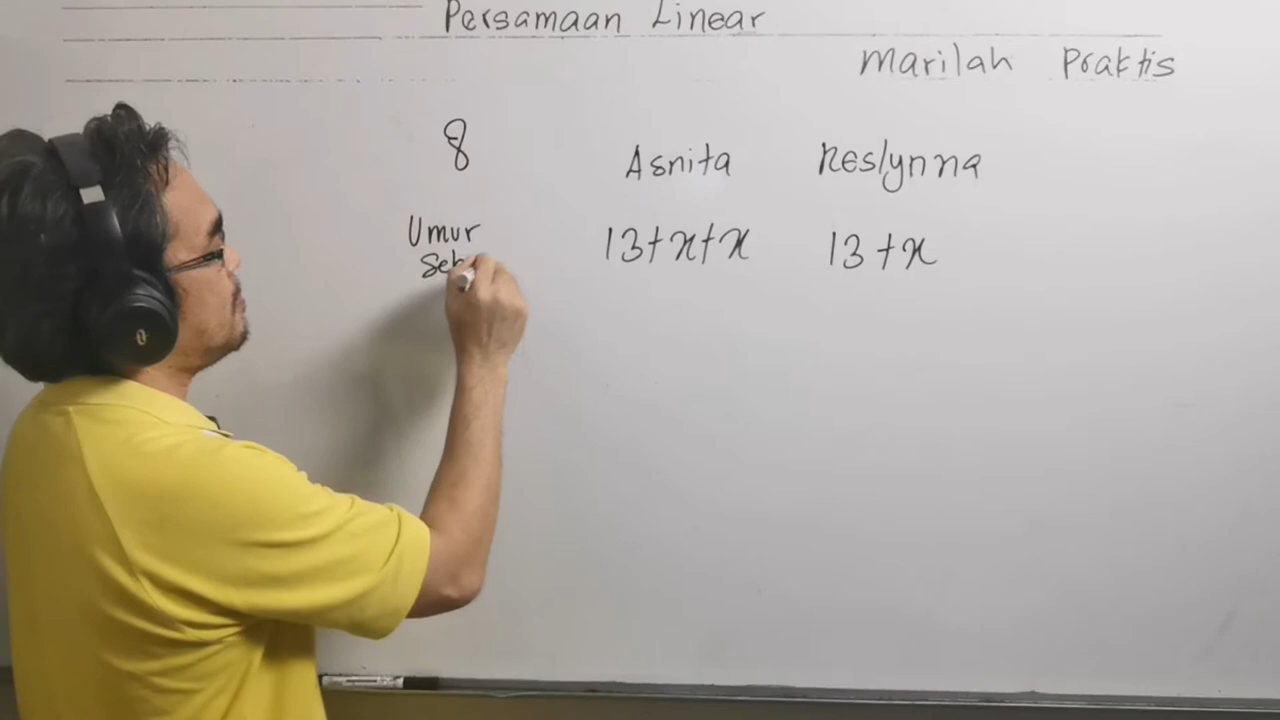 Persamaan Linear
Marilah Praktis
8 Asnita Reslynna
Umur 13+x+x 13+x
Seb